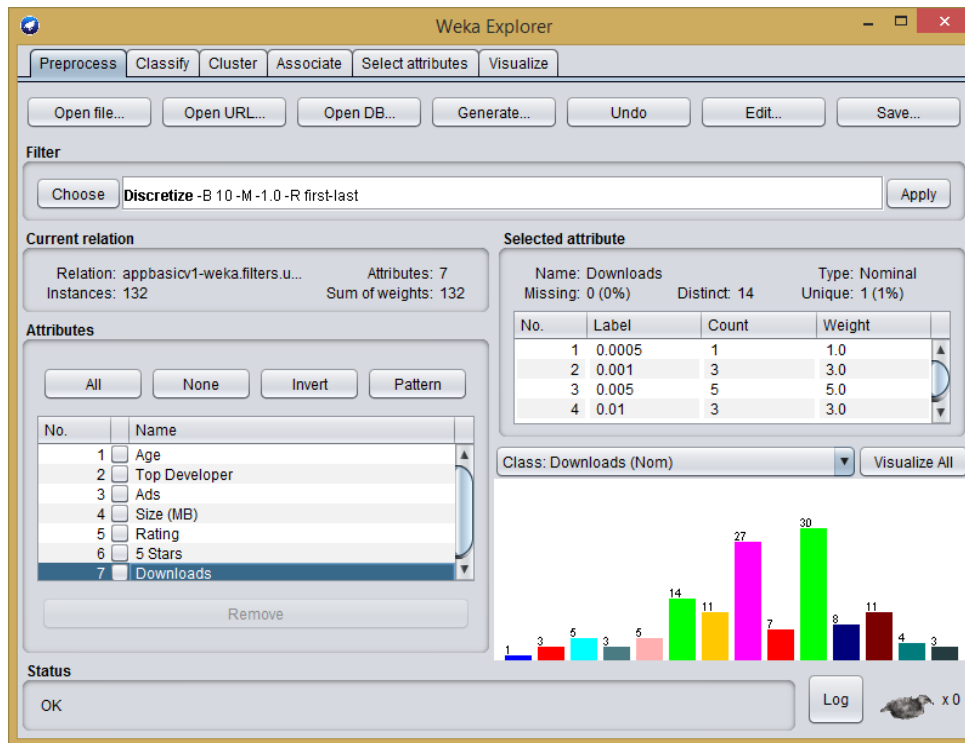 Weka Explorer
Preprocess Classify Cluster Associate Select attributes Visualize
Open file... Open URL... Open DB... Generate... Undo Edit... Save...
Filter
Choose Discretize -B 10 -M -1.0 -R first-last Apply
Current relation
Relation: appbasicv1-weka.filters.u... Attributes: 7
Instances: 132 Sum of weights: 132
Attributes
All None Invert Pattern
No. Name
1 Age
2 Top Developer
3 Ads
4 Size (MB)
5 Rating
6 5 Stars
7 Downloads
Remove
Selected attribute
Name: Downloads Type: Nominal
Missing: 0 (0%) Distinct: 14 Unique: 1 (1%)
No. Label Count Weight
1 0.0005 1 1.0
2 0.001 3 3.0
3 0.005 5 5.0
4 0.01 3 3.0
Class: Downloads (Nom) Visualize All
1 3 5 3 5 14 11 27 7 30 8 11 4 3
Status
OK
Log x 0